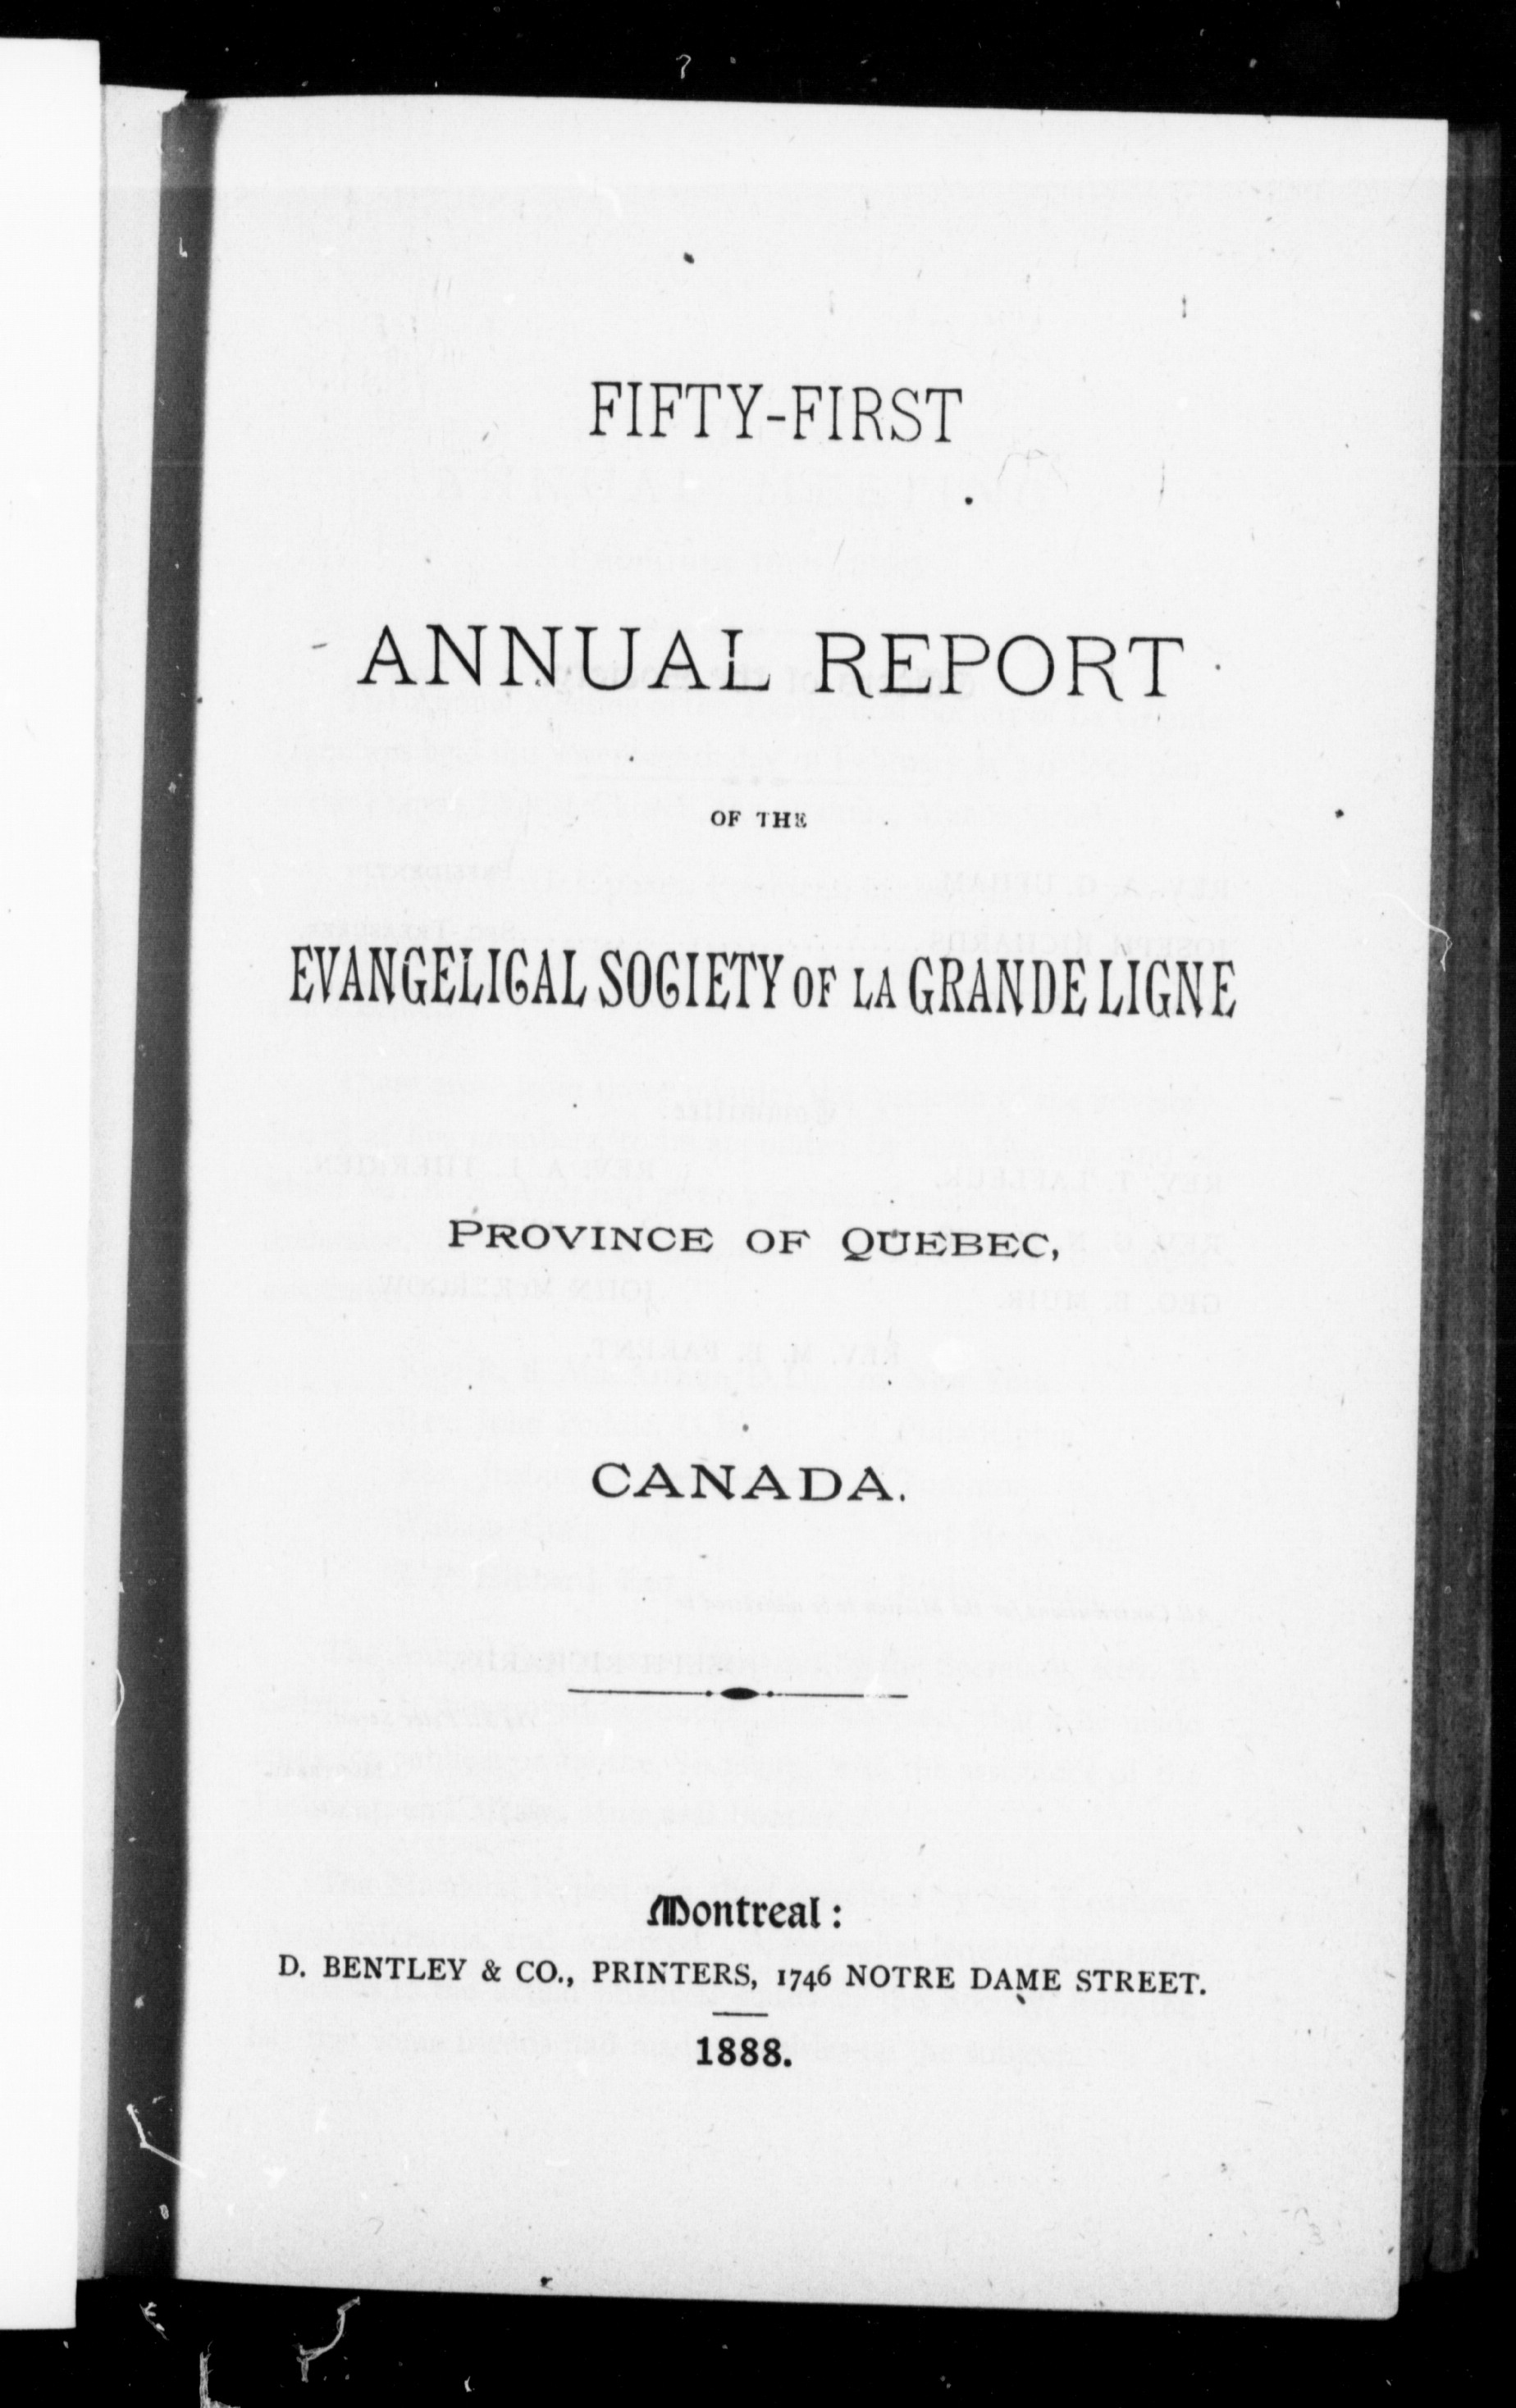 FIFTY-FIRST
ANNUAL REPORT
OF THE
EVANGELICAL SOCIETY OF LA GRANDE LIGNE
PROVINCE OF QUEBEC,
CANADA.
Montreal:
D. BENTLEY & CO., PRINTERS, 1746 NOTRE DAME STREET.
1888.